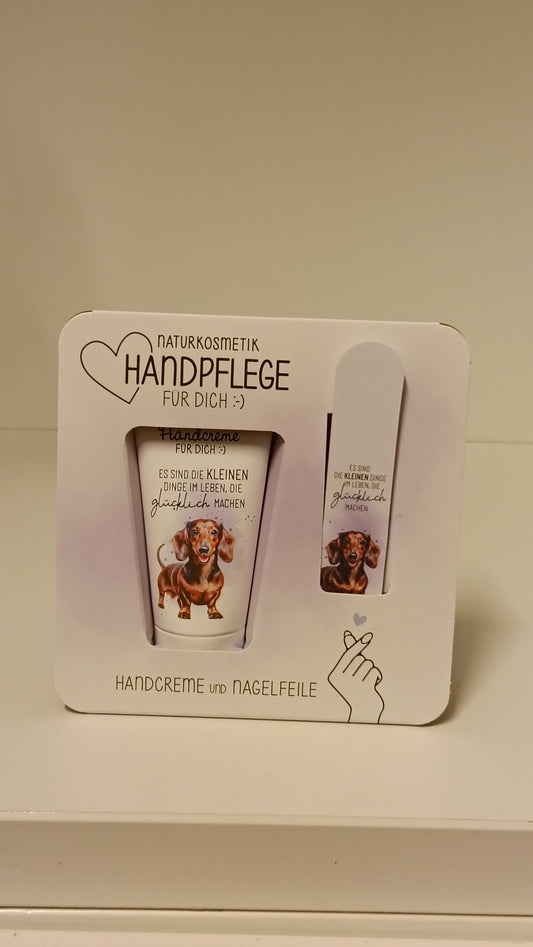 NATURKOSMETIK
HANDPFLEGE
FÜR DICH :-)
Handcreme
FÜR DICH :)
ES SIND DIE KLEINEN
DINGE IM LEBEN, DIE
glücklich MACHEN
ES SIND
DIE KLEINEN DINGE
IM LEBEN, DIE
glücklich
MACHEN
HANDCREME UND NAGELFEILE